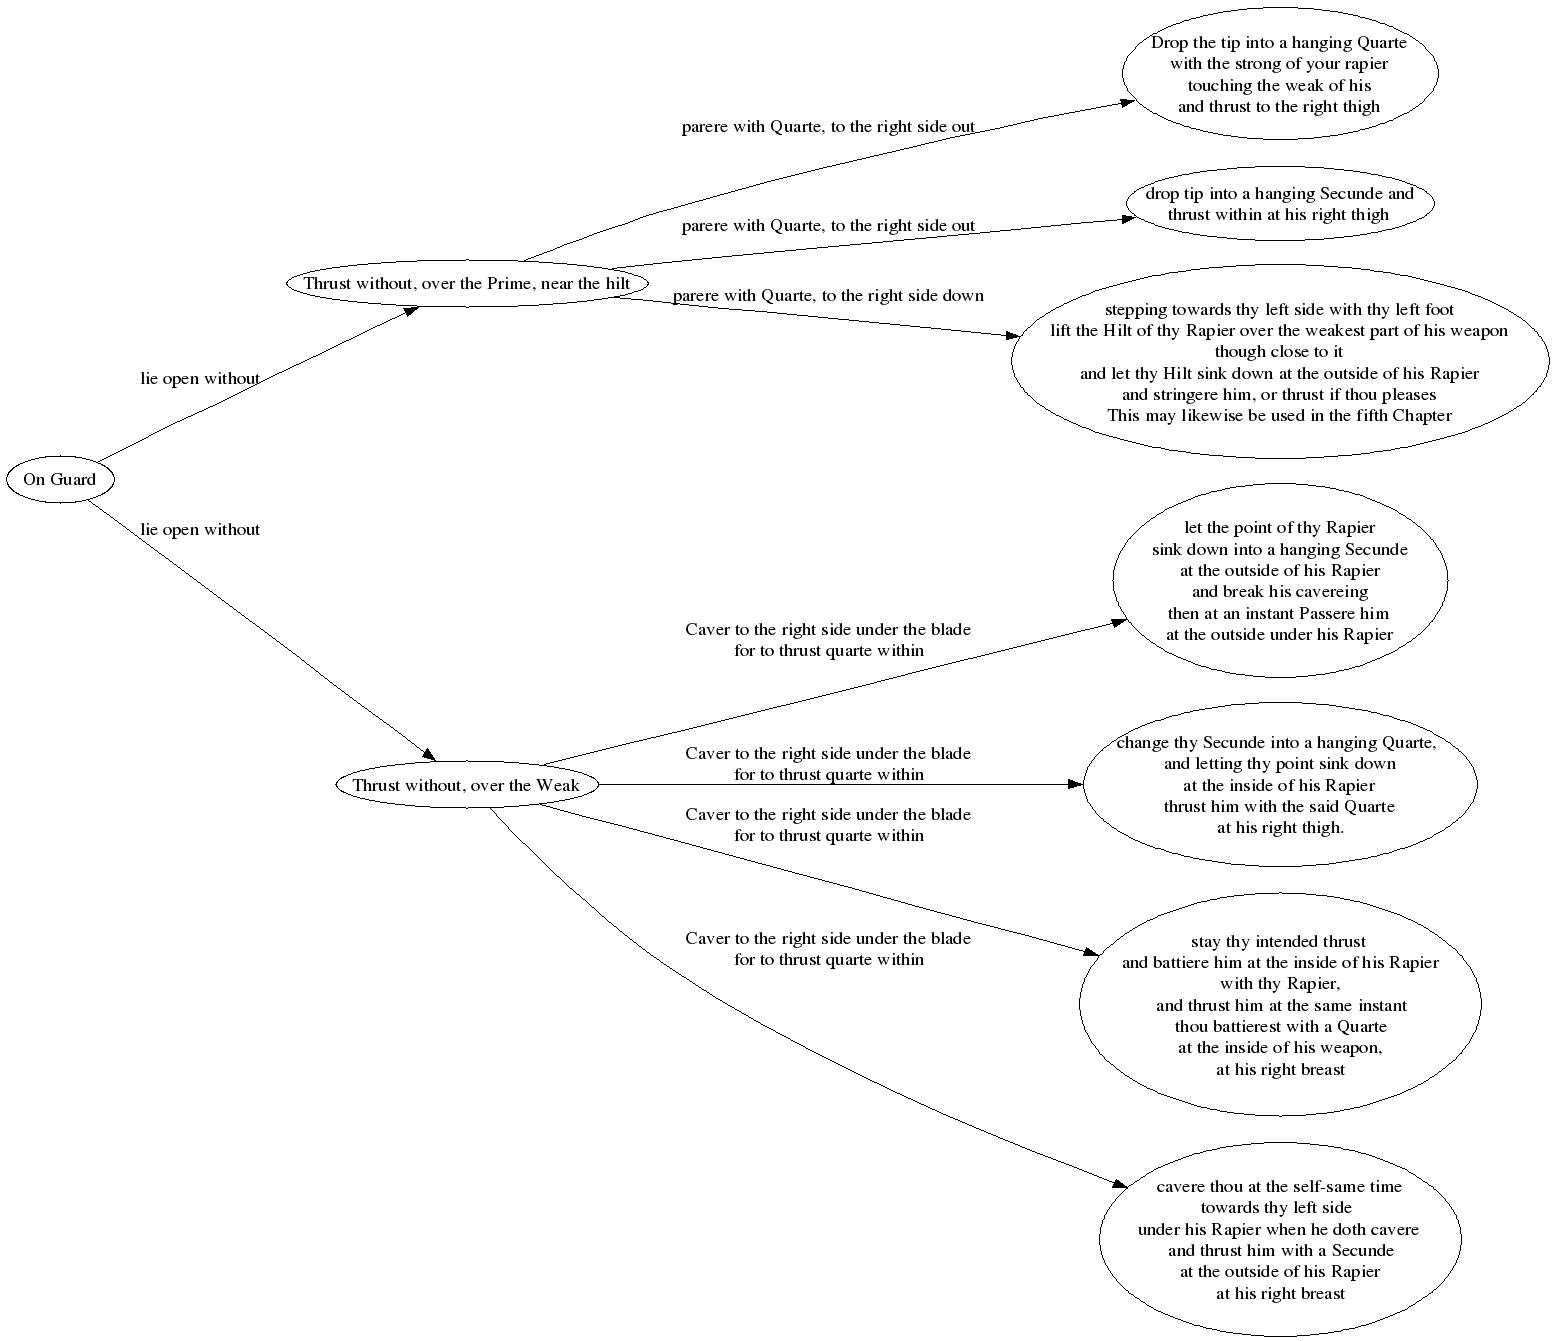 On Guard
lie open without
lie open without
Thrust without, over the Prime, near the hilt
parere with Quarte, to the right side out
parere with Quarte, to the right side out
parere with Quarte, to the right side down
Drop the tip into a hanging Quarte
with the strong of your rapier
touching the weak of his
and thrust to the right thigh
drop tip into a hanging Secunde and
thrust within at his right thigh
stepping towards thy left side with thy left foot
lift the Hilt of thy Rapier over the weakest part of his weapon
though close to it
and let thy Hilt sink down at the outside of his Rapier
and stringere him, or thrust if thou pleases
This may likewise be used in the fifth Chapter
Thrust without, over the Weak
Caver to the right side under the blade
for to thrust quarte within
Caver to the right side under the blade
for to thrust quarte within
Caver to the right side under the blade
for to thrust quarte within
Caver to the right side under the blade
for to thrust quarte within
let the point of thy Rapier
sink down into a hanging Secunde
at the outside of his Rapier
and break his cavereing
then at an instant Passere him
at the outside under his Rapier
change thy Secunde into a hanging Quarte,
and letting thy point sink down
at the inside of his Rapier
thrust him with the said Quarte
at his right thigh.
stay thy intended thrust
and battiere him at the inside of his Rapier
with thy Rapier,
and thrust him at the same instant
thou battierest with a Quarte
at the inside of his weapon,
at his right breast
cavere thou at the self-same time
towards thy left side
under his Rapier when he doth cavere
and thrust him with a Secunde
at the outside of his Rapier
at his right breast